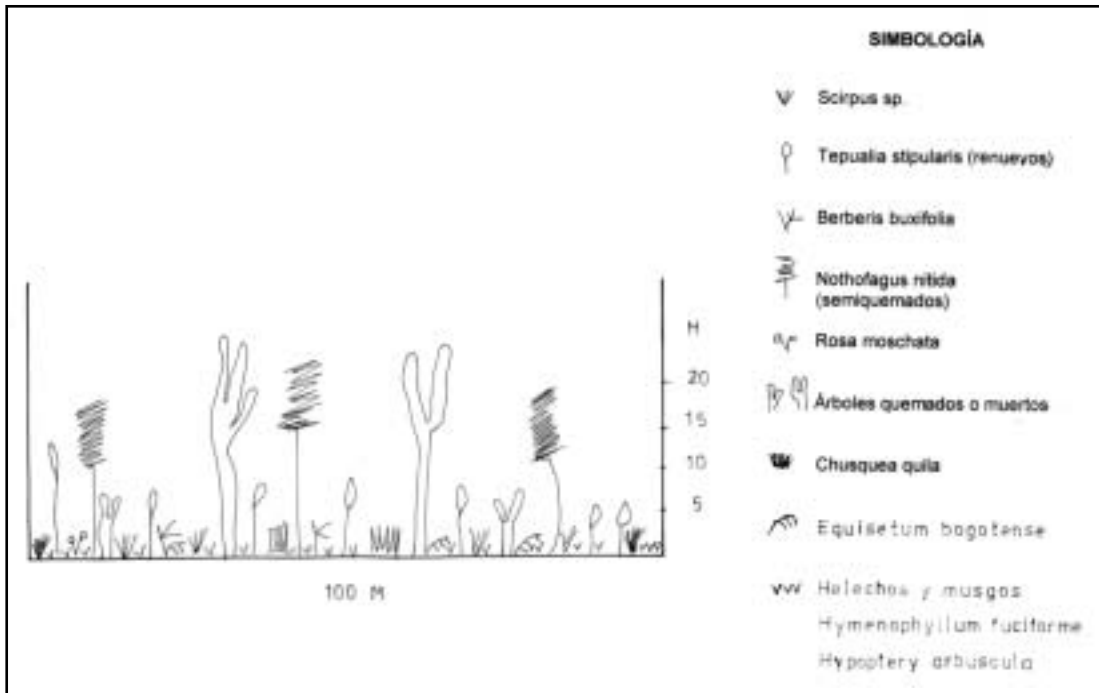 SIMBOLOGÍA
Scirpus sp.
Tepualia stipularis (renuevos)
Berberis buxifolia
Nothofagus nitida
(semiquemados)
Rosa moschata
Árboles quemados o muertos
Chusquea quila
Equisetum bogotense
Helechos y musgos
Hymenophyllum fuciforme
Hypoptery arbuscula
H
20
15
10
5
100 M